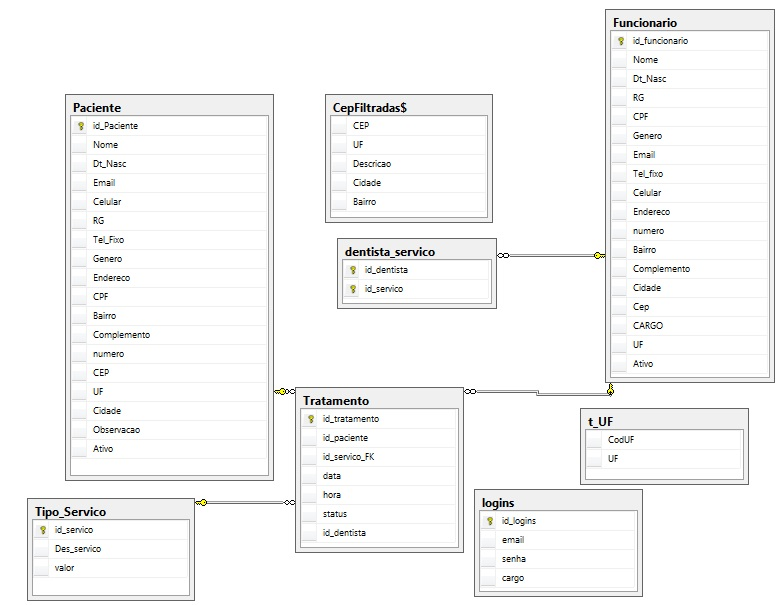 Funcionario
id_funcionario
Nome
Dt_Nasc
RG
CPF
Genero
Email
Tel_fixo
Celular
Endereco
numero
Bairro
Complemento
Cidade
Cep
CARGO
UF
Ativo
Paciente
id_Paciente
Nome
Dt_Nasc
Email
Celular
RG
Tel_Fixo
Genero
Endereco
CPF
Bairro
Complemento
numero
CEP
UF
Cidade
Observacao
Ativo
CepFiltradas$
CEP
UF
Descricao
Cidade
Bairro
dentista_servico
id_dentista
id_servico
Tratamento
id_tratamento
id_paciente
id_servico_FK
data
hora
status
id_dentista
t_UF
CodUF
UF
Tipo_Servico
id_servico
Des_servico
valor
logins
id_logins
email
senha
cargo